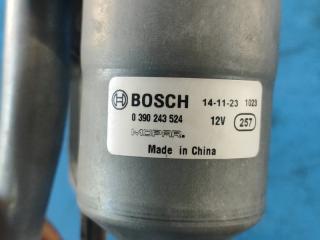 BOSCH 14-11-23 1023
0 390 243 524 12V 257
MOPAR.
Made in China